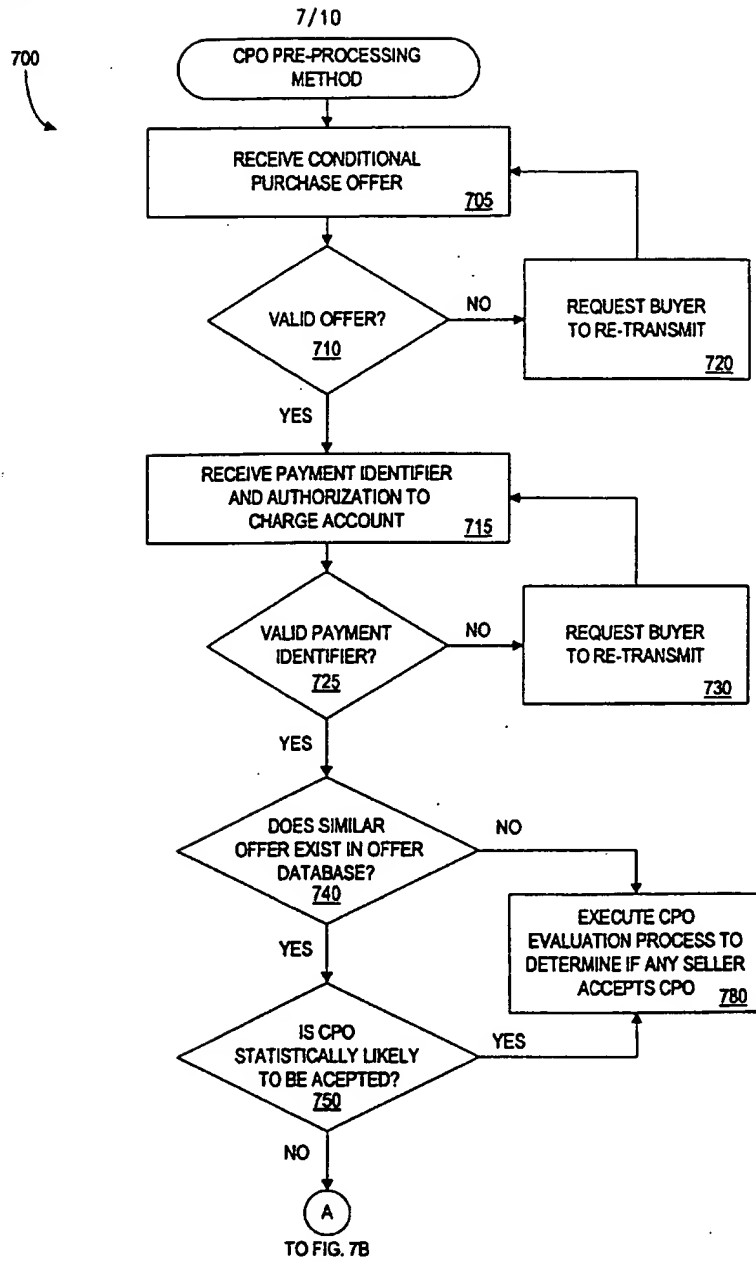 7/10
700
CPO PRE-PROCESSING
METHOD
RECEIVE CONDITIONAL
PURCHASE OFFER
705
VALID OFFER?
710
NO
REQUEST BUYER
TO RE-TRANSMIT
720
YES
RECEIVE PAYMENT IDENTIFIER
AND AUTHORIZATION TO
CHARGE ACCOUNT
715
VALID PAYMENT
IDENTIFIER?
725
NO
REQUEST BUYER
TO RE-TRANSMIT
730
YES
DOES SIMILAR
OFFER EXIST IN OFFER
DATABASE?
740
NO
EXECUTE CPO
EVALUATION PROCESS TO
DETERMINE IF ANY SELLER
ACCEPTS CPO
780
YES
IS CPO
STATISTICALLY LIKELY
TO BE ACEPTED?
750
YES
NO
A
TO FIG. 7B